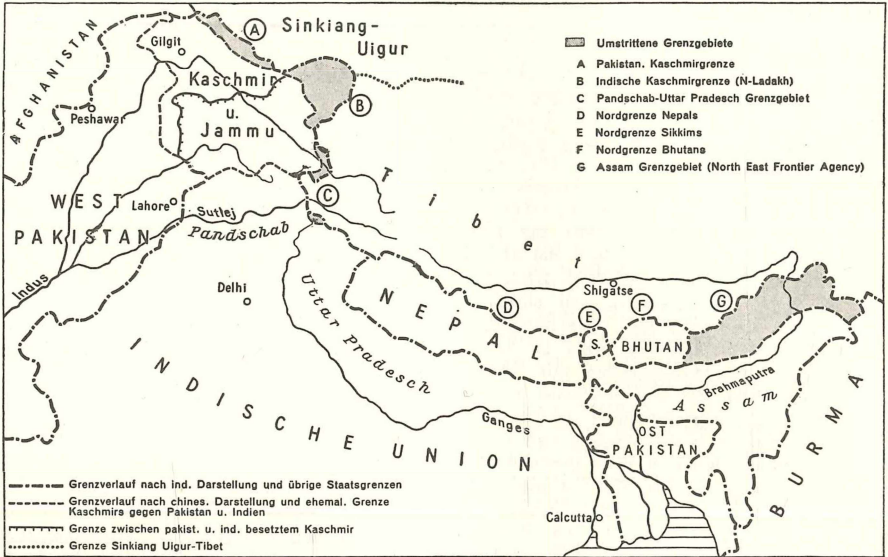 Sinkiang-
Uigur
A
Gilgit
AFGHANISTAN
Kaschmir
u.
Jammu
B
Peshawar
WEST
PAKISTAN
Lahore
Sutlej
Pandschab
C
Tibet
Indus
Delhi
Uttar Pradesch
NEPAL
D
Shigatse
E
F
G
S.
BHUTAN
Brahmaputra
Assam
INDISCHE UNION
Ganges
OST
PAKISTAN
BURMA
Calcutta
Umstrittene Grenzgebiete
A Pakistan. Kaschmirgrenze
B Indische Kaschmirgrenze (N-Ladakh)
C Pandschab-Uttar Pradesch Grenzgebiet
D Nordgrenze Nepals
E Nordgrenze Sikkims
F Nordgrenze Bhutans
G Assam Grenzgebiet (North East Frontier Agency)
Grenzverlauf nach ind. Darstellung und übrige Staatsgrenzen
Grenzverlauf nach chines. Darstellung und ehemal. Grenze
Kaschmirs gegen Pakistan u. Indien
Grenze zwischen pakist. u. ind. besetztem Kaschmir
Grenze Sinkiang Uigur-Tibet